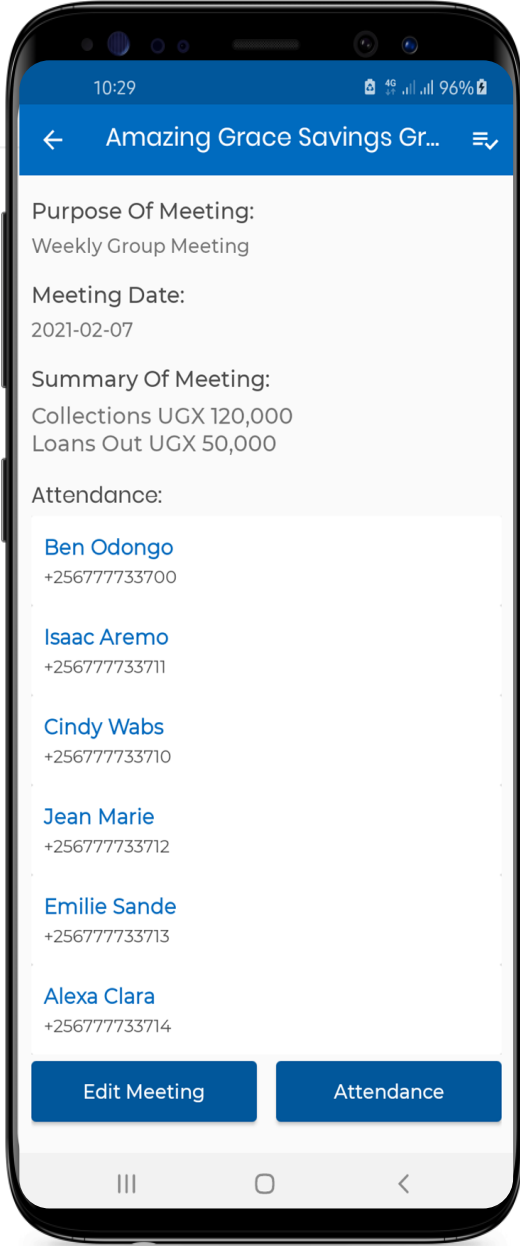 10:29
4G 96%
Amazing Grace Savings Gr...
Purpose Of Meeting:
Weekly Group Meeting
Meeting Date:
2021-02-07
Summary Of Meeting:
Collections UGX 120,000
Loans Out UGX 50,000
Attendance:
Ben Odongo
+256777733700
Isaac Aremo
+256777733711
Cindy Wabs
+256777733710
Jean Marie
+256777733712
Emilie Sande
+256777733713
Alexa Clara
+256777733714
Edit Meeting
Attendance